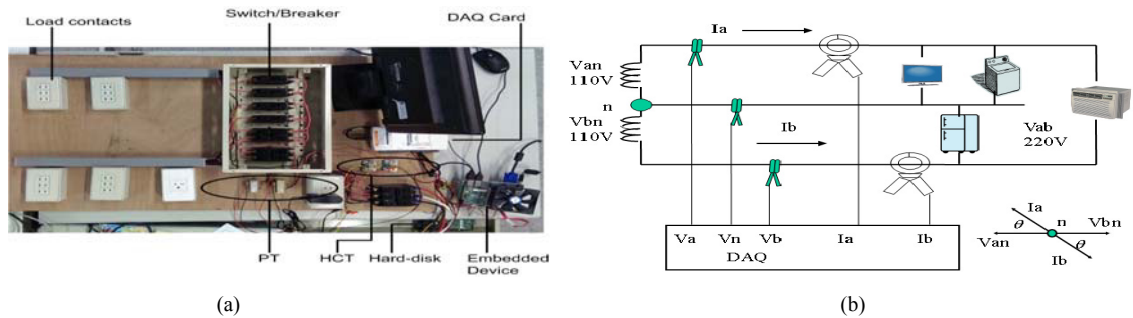 Switch/Breaker
Load contacts
DAQ Card
PT
HCT
Hard-disk
Embedded
Device
(a)
Ia
Van
110V
n
Vbn
110V
Ib
Vab
220V
Va
Vn
Vb
Ia
Ib
DAQ
Ia
n
Vbn
θ
Van
θ
Ib
(b)